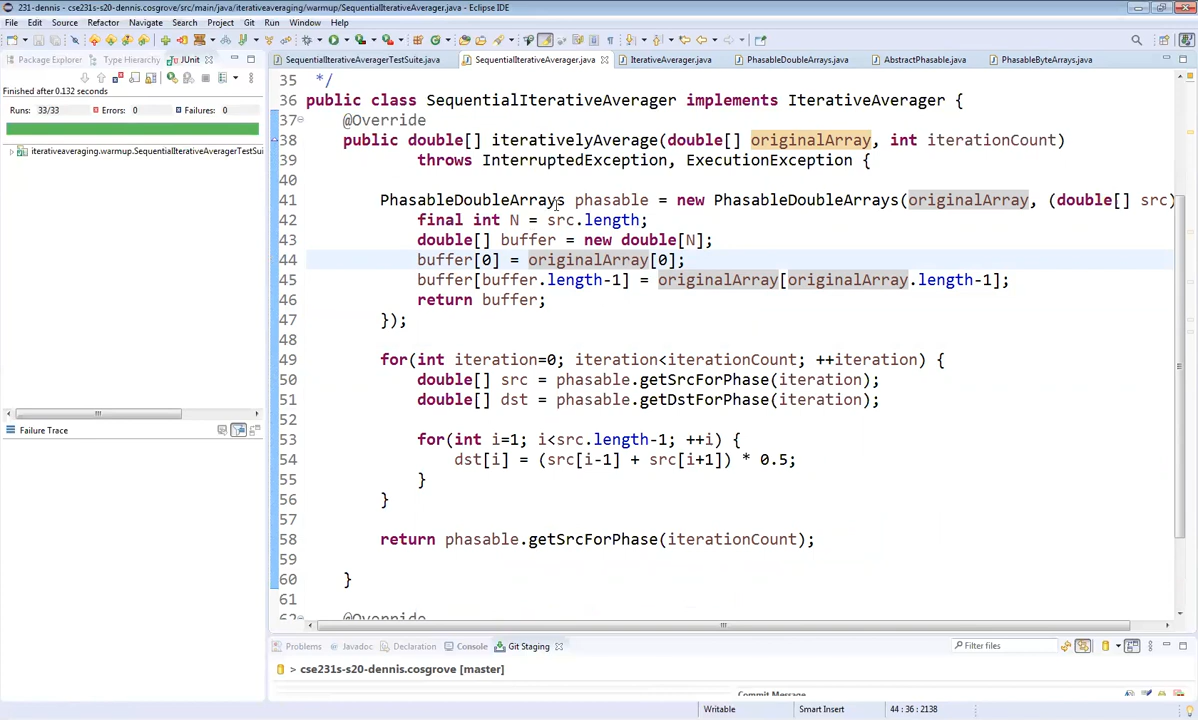 231-dennis - cse231s-s20-dennis.cosgrove/src/main/java/iterativeaveraging/warmup/SequentialIterativeAverager.java - Eclipse IDE
File Edit Source Refactor Navigate Search Project Git Run Window Help
Package Explorer Type Hierarchy JUnit
SequentialIterativeAveragerTestSuite.java SequentialIterativeAverager.java IterativeAverager.java PhasableDoubleArrays.java AbstractPhasable.java PhasableByteArrays.java
Finished after 0.132 seconds
Runs: 33/33 Errors: 0 Failures: 0
iterativeaveraging.warmup.SequentialIterativeAveragerTestSui
Failure Trace
35 */
36 public class SequentialIterativeAverager implements IterativeAverager {
37 @Override
38 public double[] iterativelyAverage(double[] originalArray, int iterationCount)
39 throws InterruptedException, ExecutionException {
40
41 PhasableDoubleArrays phasable = new PhasableDoubleArrays(originalArray, (double[] src)
42 final int N = src.length;
43 double[] buffer = new double[N];
44 buffer[0] = originalArray[0];
45 buffer[buffer.length-1] = originalArray[originalArray.length-1];
46 return buffer;
47 });
48
49 for(int iteration=0; iteration<iterationCount; ++iteration) {
50 double[] src = phasable.getSrcForPhase(iteration);
51 double[] dst = phasable.getDstForPhase(iteration);
52
53 for(int i=1; i<src.length-1; ++i) {
54 dst[i] = (src[i-1] + src[i+1]) * 0.5;
55 }
56 }
57
58 return phasable.getSrcForPhase(iterationCount);
59
60 }
61
62 @Override
Problems Javadoc Declaration Console Git Staging
Filter files
> cse231s-s20-dennis.cosgrove [master]
Commit Message
Writable Smart Insert 44 : 36 : 2138